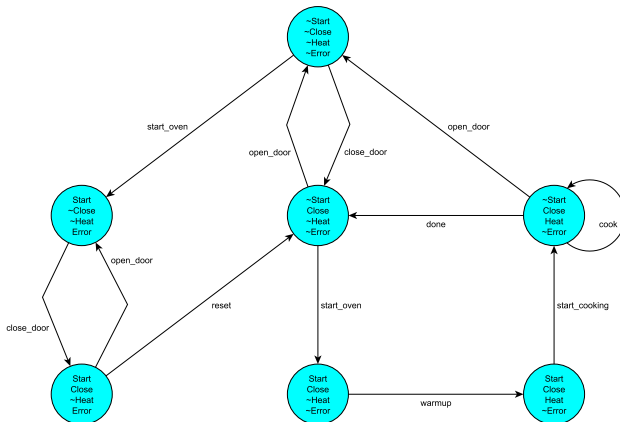 ~Start
~Close
~Heat
~Error
start_oven
open_door
open_door
close_door
Start
~Close
~Heat
Error
~Start
Close
~Heat
~Error
~Start
Close
Heat
~Error
done
cook
open_door
close_door
reset
start_oven
start_cooking
Start
Close
~Heat
Error
Start
Close
~Heat
~Error
warmup
Start
Close
Heat
~Error